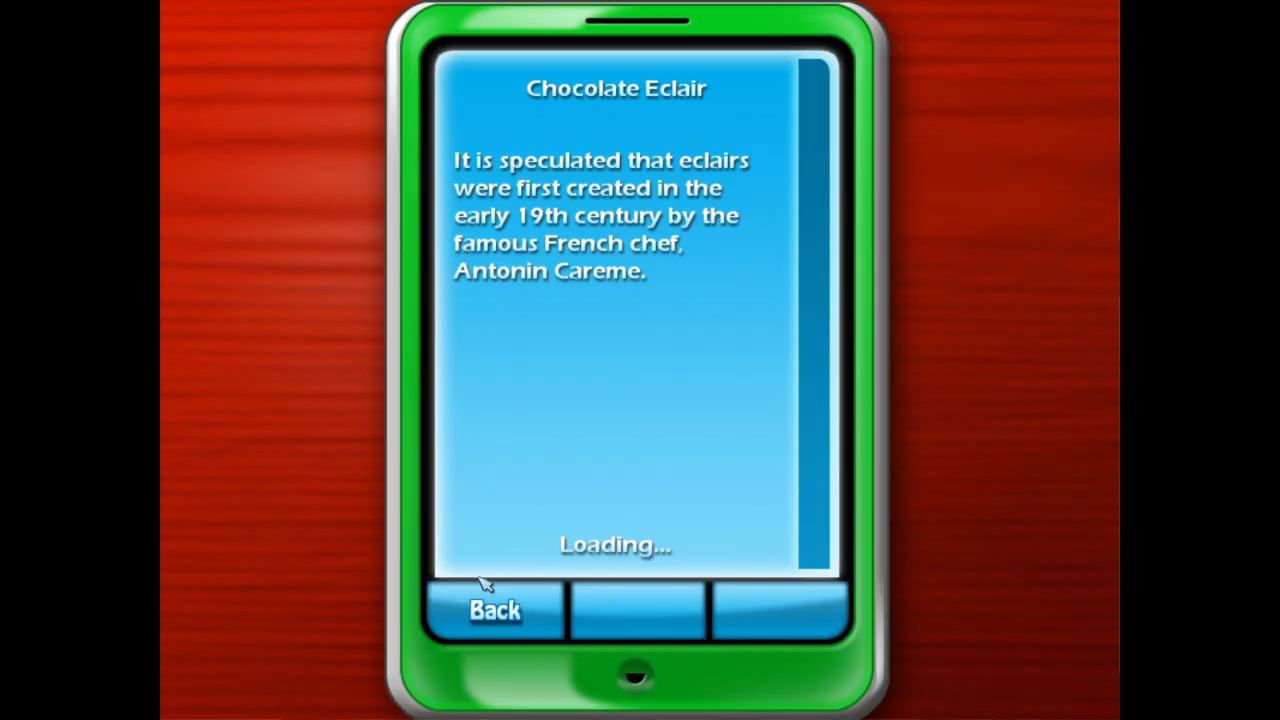 Chocolate Eclair
It is speculated that eclairs
were first created in the
early 19th century by the
famous French chef,
Antonin Careme.
Loading...
Back